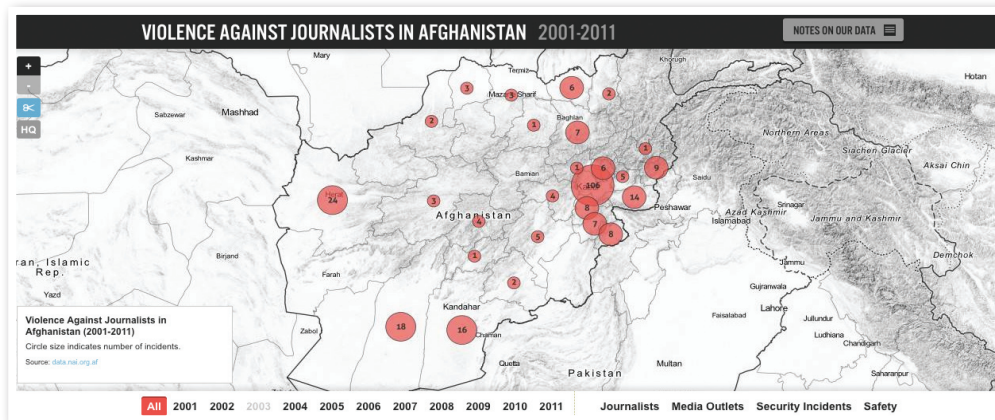 VIOLENCE AGAINST JOURNALISTS IN AFGHANISTAN 2001-2011
NOTES ON OUR DATA
+
-
HQ
Mary
Termiz
Khorugh
Hotan
Sabzewar
Mashhad
3
3
Mazar-e Sharif
6
2
Kashmar
2
1
Baghlan
7
Northern Areas
Siachen Glacier
Aksai Chin
1
Bamian
1
6
5
9
Saidu
Herat
24
Kabul
106
3
4
14
Peshawar
Srinagar
Afghanistan
4
8
Islamabad
Azad Kashmir
Jammu and Kashmir
7
8
5
Demchok
Birjand
1
Jammu
ran, Islamic
Rep.
Farah
2
Gujranwala
Yazd
Kandahar
Lahore
Faisalabad
Jullundur
Zabol
18
16
Chaman
Ludhiana
Chandigarh
Quetta
Multan
Pakistan
Saharanpur
Violence Against Journalists in
Afghanistan (2001-2011)
Circle size indicates number of incidents.
Source: data.nai.org.af
All 2001 2002 2003 2004 2005 2006 2007 2008 2009 2010 2011 Journalists Media Outlets Security Incidents Safety